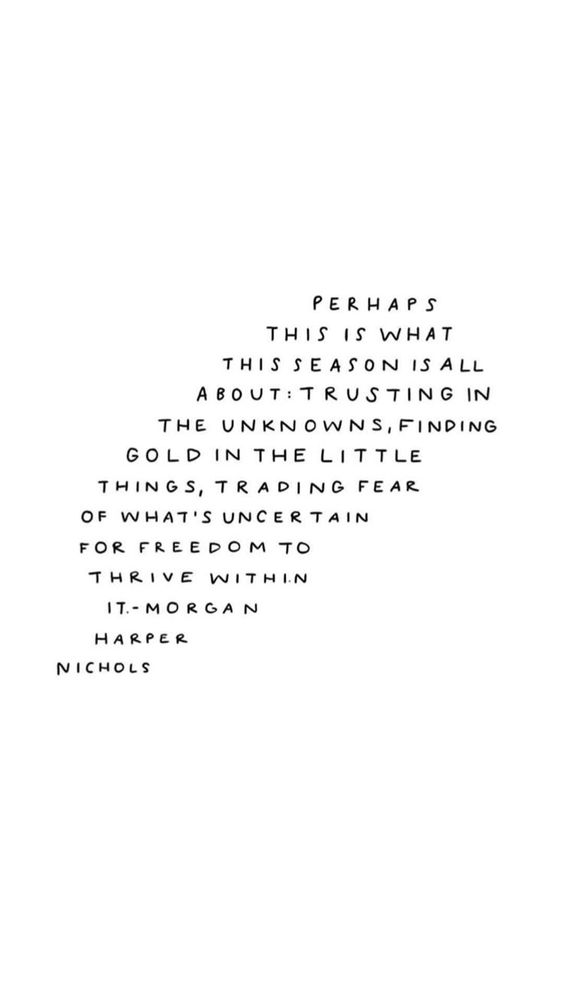 PERHAPS
THIS IS WHAT
THIS SEASON IS ALL
ABOUT: TRUSTING IN
THE UNKNOWNS, FINDING
GOLD IN THE LITTLE
THINGS, TRADING FEAR
OF WHAT'S UNCERTAIN
FOR FREEDOM TO
THRIVE WITHIN
IT.-MORGAN
HARPER
NICHOLS